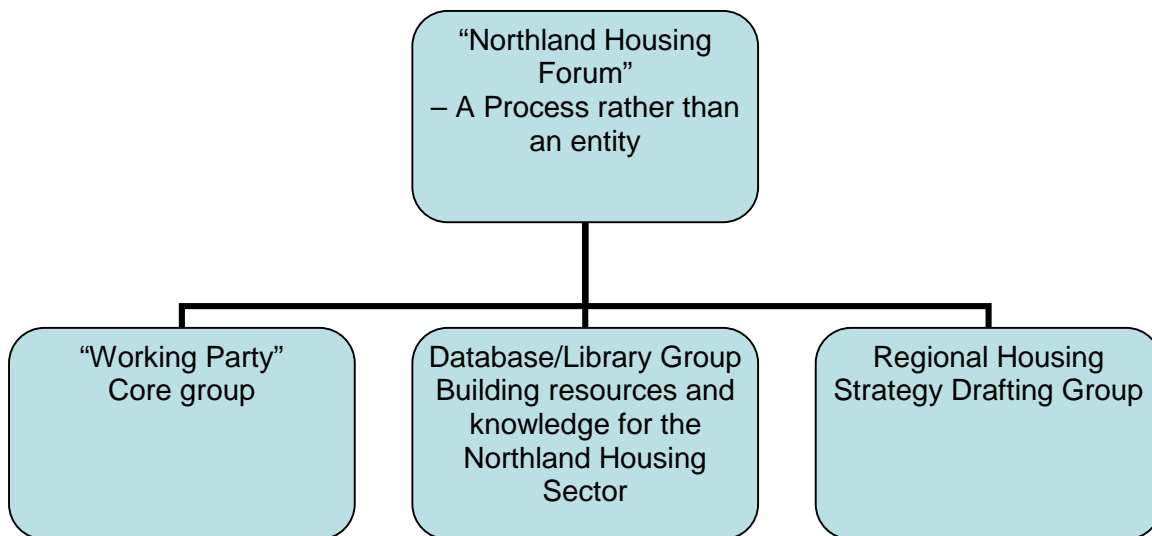 “Northland Housing
Forum”
– A Process rather than
an entity
“Working Party”
Core group
Database/Library Group
Building resources and
knowledge for the
Northland Housing
Sector
Regional Housing
Strategy Drafting Group